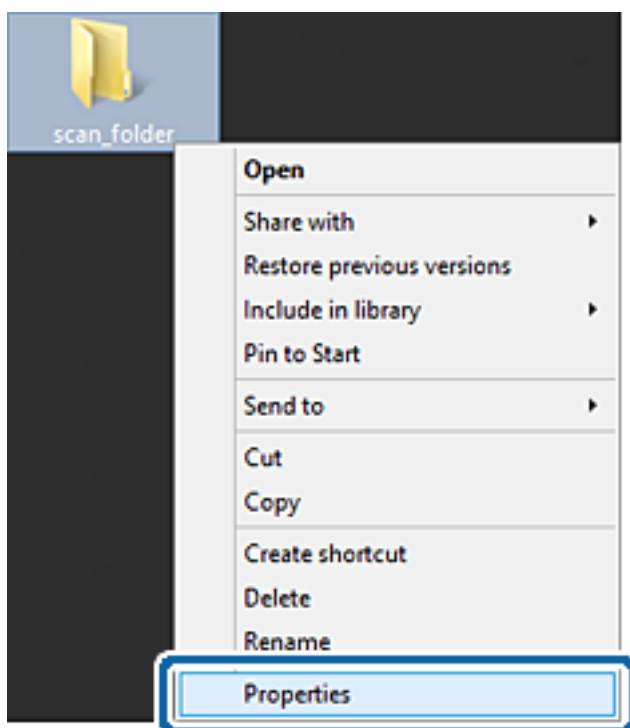 scan_folder
Open
Share with
Restore previous versions
Include in library
Pin to Start
Send to
Cut
Copy
Create shortcut
Delete
Rename
Properties